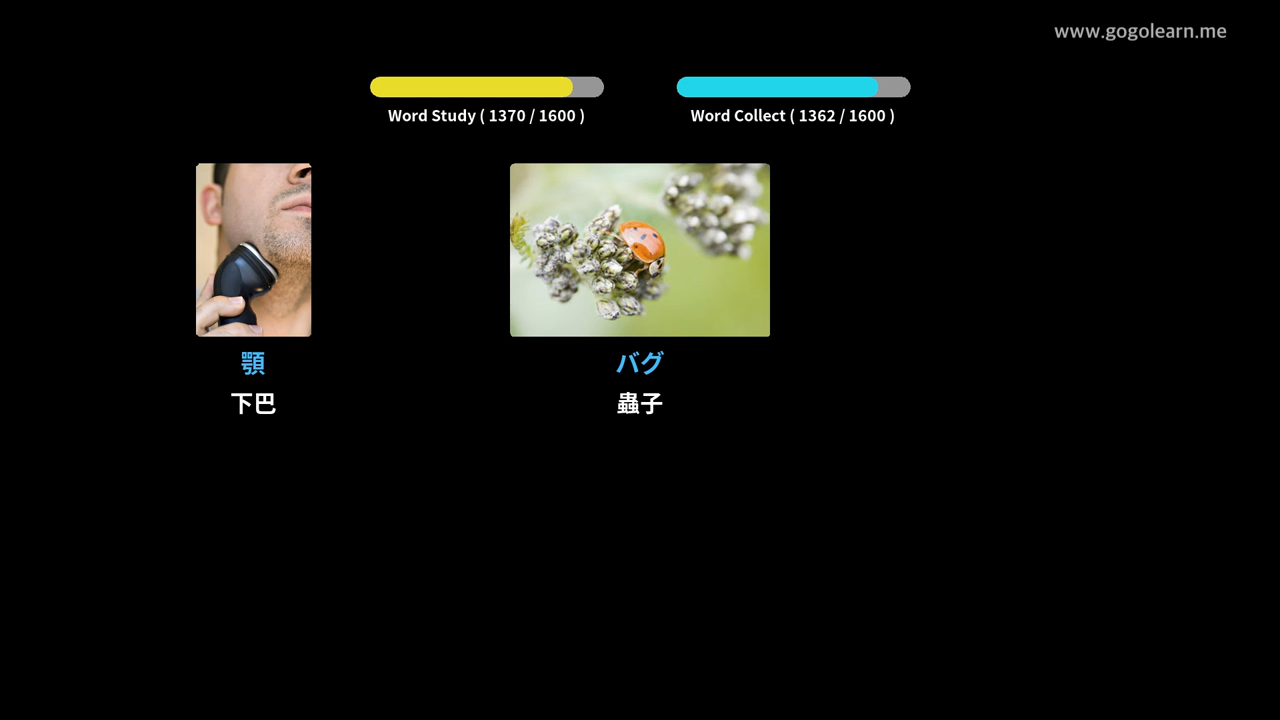 www.gogolearn.me
Word Study ( 1370 / 1600 )
Word Collect ( 1362 / 1600 )
顎
下巴
バグ
蟲子